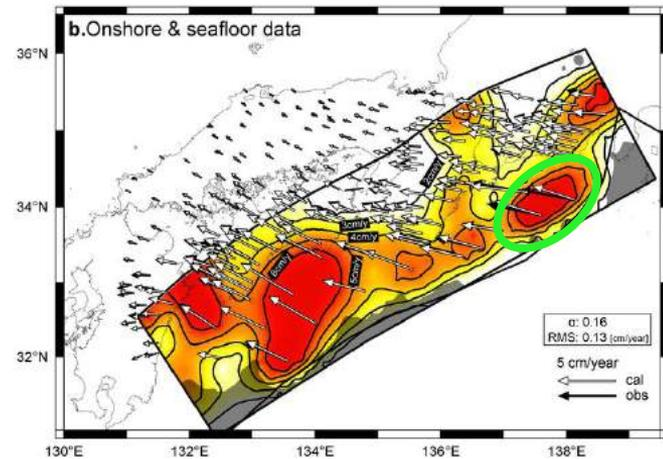 b.Onshore & seafloor data
36°N
34°N
32°N
2cm/y
3cm/y
4cm/y
6cm/y
5cm/y
α: 0.16
RMS: 0.13 [cm/year]
5 cm/year
cal
obs
130°E 132°E 134°E 136°E 138°E